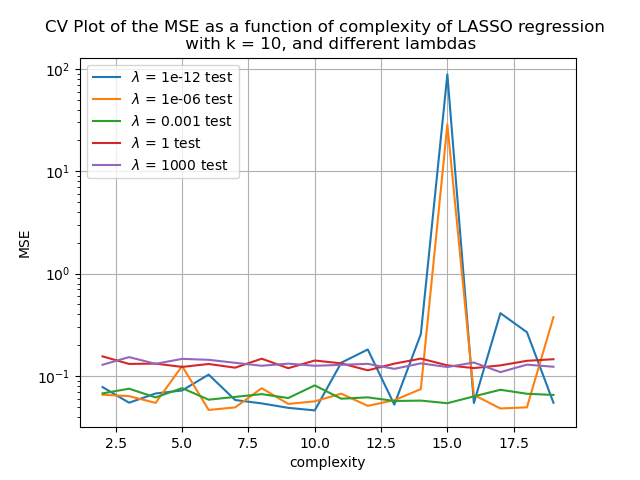 CV Plot of the MSE as a function of complexity of LASSO regression
with k = 10, and different lambdas
10²
λ = 1e-12 test
λ = 1e-06 test
λ = 0.001 test
λ = 1 test
λ = 1000 test
10¹
MSE
10⁰
10⁻¹
2.5 5.0 7.5 10.0 12.5 15.0 17.5
complexity